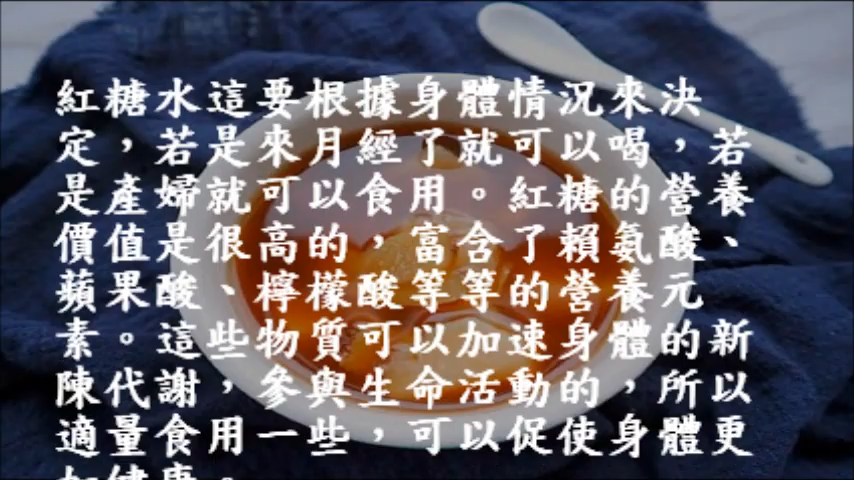 紅糖水這要根據身體情況來決
定，若是來月經了就可以喝，若
是產婦就可以食用。紅糖的營養
價值是很高的，富含了賴氨酸、
蘋果酸、檸檬酸等等的營養元
素。這些物質可以加速身體的新
陳代謝，參與生命活動的，所以
適量食用一些，可以促使身體更
加健康。